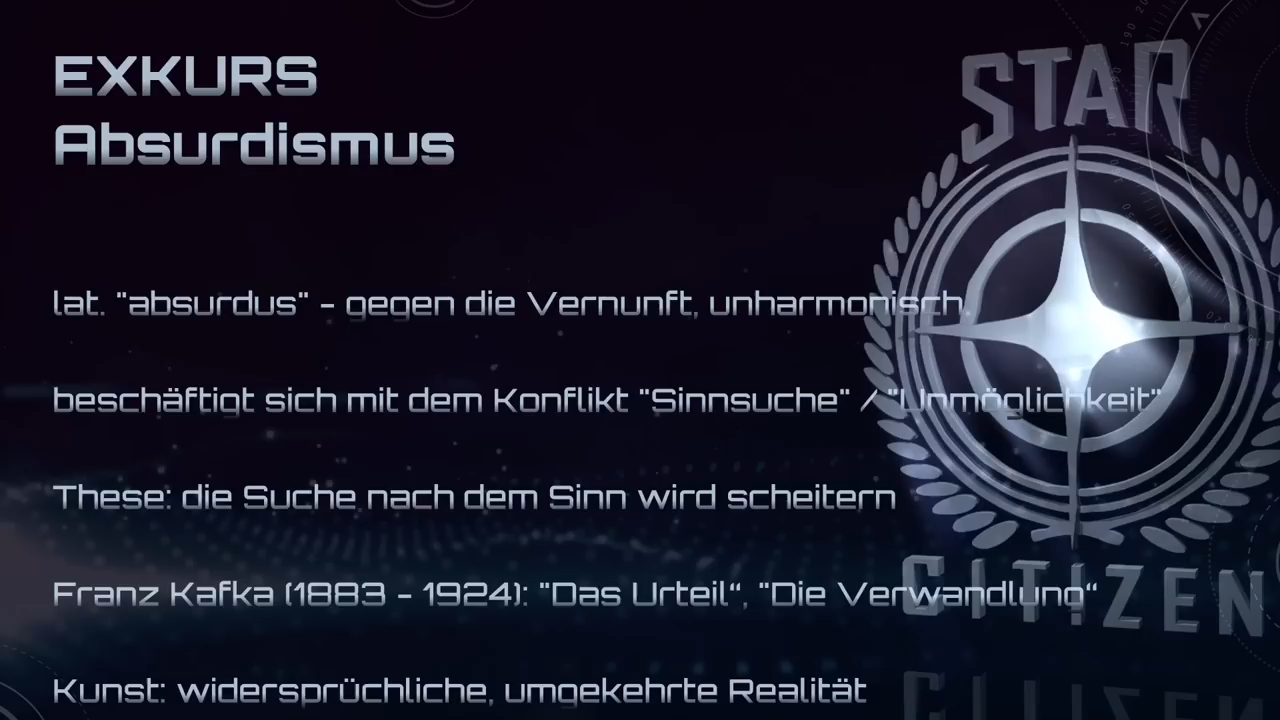 EXKURS
Absurdismus
lat. "absurdus" - gegen die Vernunft, unharmonisch.
beschäftigt sich mit dem Konflikt "Sinnsuche" / "Unmöglichkeit"
These: die Suche nach dem Sinn wird scheitern
Franz Kafka (1883 - 1924): "Das Urteil“, "Die Verwandlung“
Kunst: widersprüchliche, umgekehrte Realität
STAR
CITIZEN